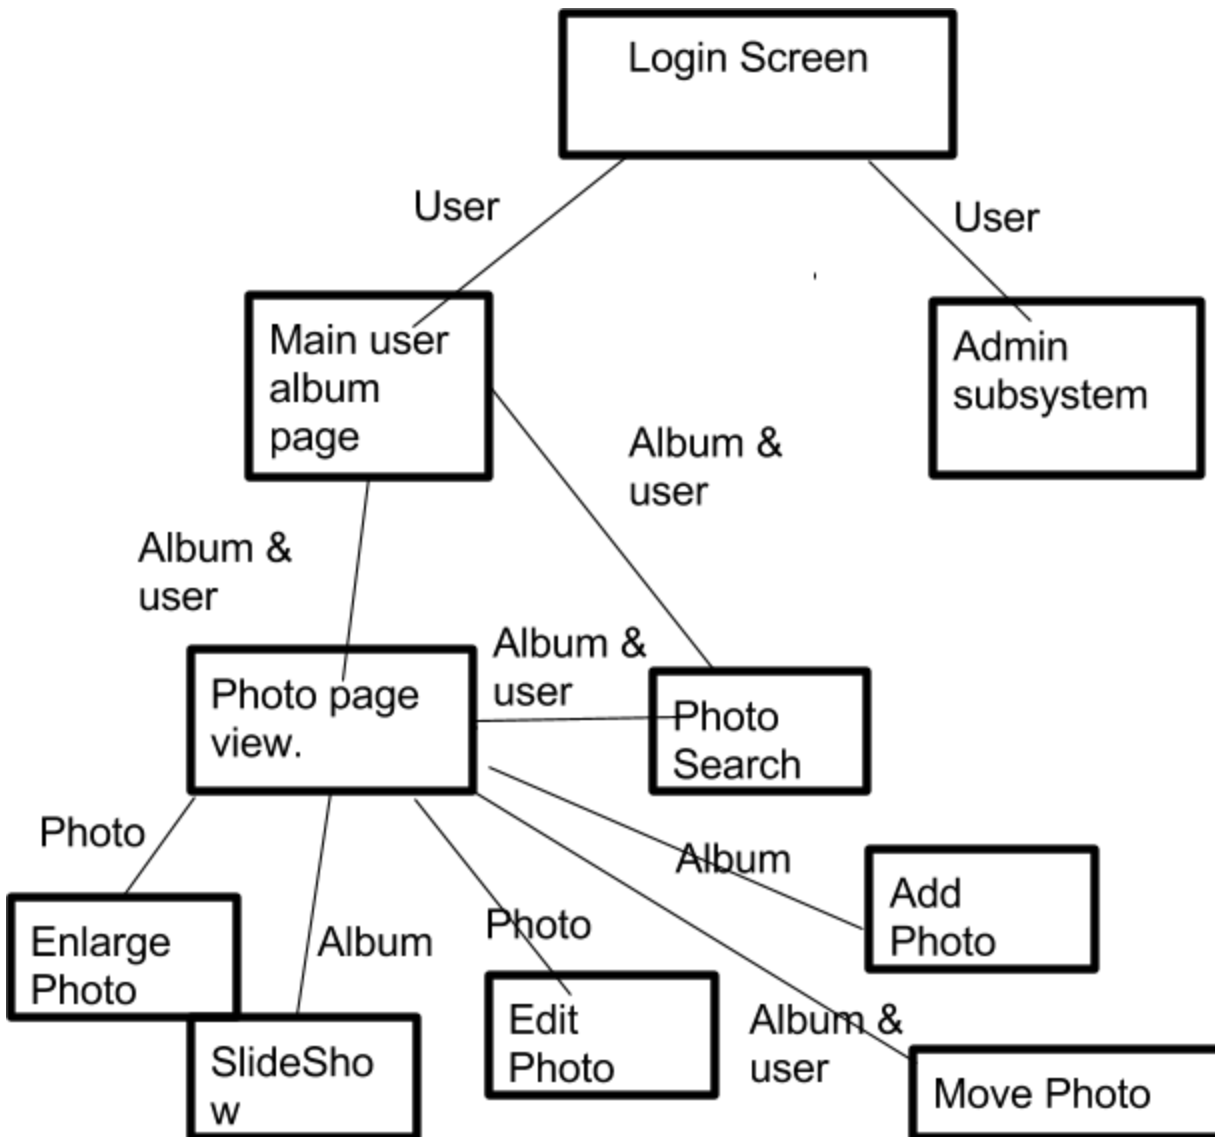 Login Screen
User
User
Main user
album
page
Admin
subsystem
Album &
user
Album &
user
Album &
user
Photo page
view.
Photo
Search
Photo
Album
Add
Photo
Enlarge
Photo
Album
Photo
SlideSho
w
Edit
Photo
Album &
user
Move Photo